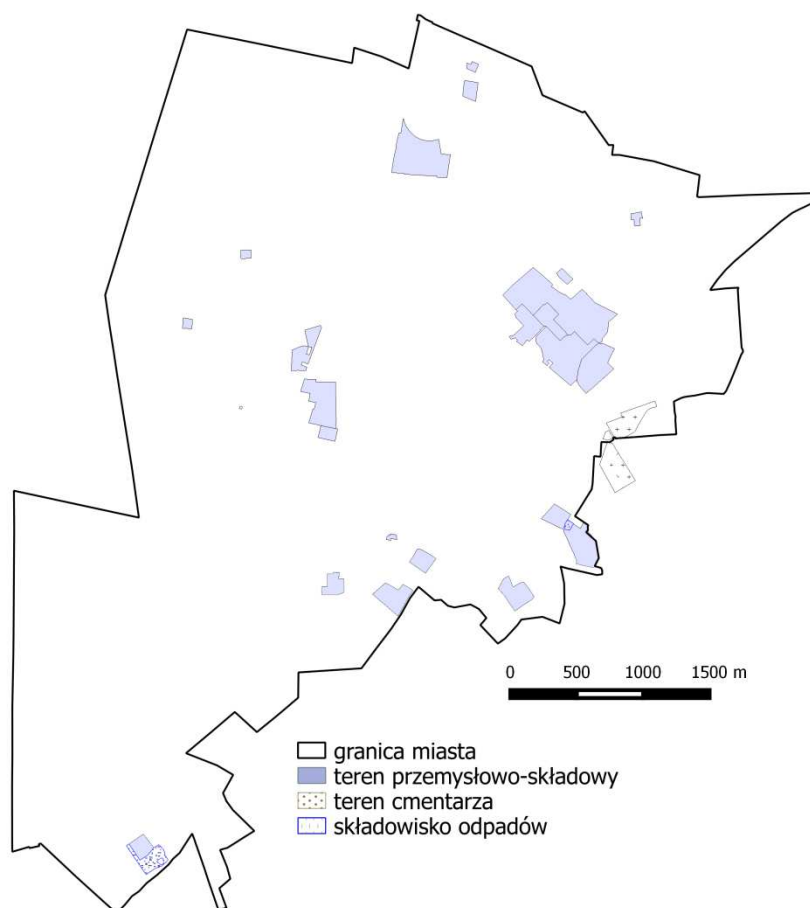 0 500 1000 1500 m
granica miasta
teren przemysłowo-składowy
teren cmentarza
składowisko odpadów